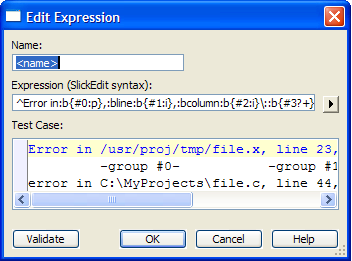 Edit Expression
Name:
<name>
Expression (SlickEdit syntax):
^Error in:b{#0:p},:bline:b{#1:i},:bcolumn:b{#2:i}\:b{#3?+}
Test Case:
Error in /usr/proj/tmp/file.x, line 23,
-group #0- -group #1
error in C:\MyProjects\file.c, line 44,
Validate OK Cancel Help